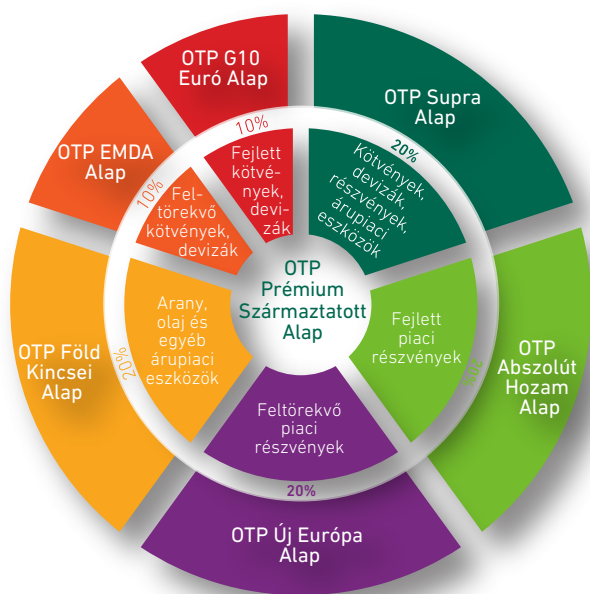 OTP G10
Euró Alap
OTP Supra
Alap
OTP EMDA
Alap
10%
20%
10%
Fejlett
kötvé-
nyek,
devi-
zák
Kötvények,
devizák,
részvények,
árupiaci
eszközök
Fel-
törekvő
kötvények,
devizák
OTP
Prémium
Származtatott
Alap
Arany,
olaj és
egyéb
árupiaci
eszközök
Fejlett
piaci
részvények
OTP Föld
Kincsei
Alap
20%
20%
OTP
Abszolút
Hozam
Alap
Feltörekvő
piaci
részvények
20%
OTP Új Európa
Alap